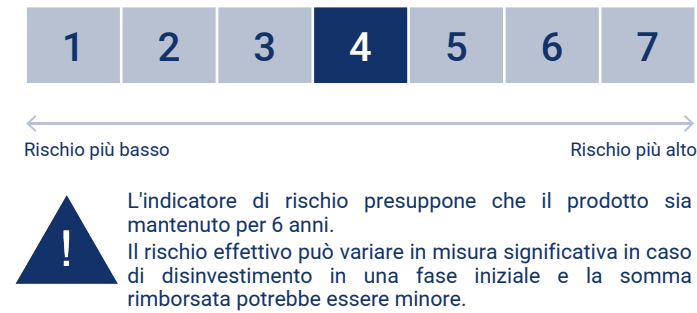 1 2 3 4 5 6 7
Rischio più basso Rischio più alto
L'indicatore di rischio presuppone che il prodotto sia
mantenuto per 6 anni.
Il rischio effettivo può variare in misura significativa in caso
di disinvestimento in una fase iniziale e la somma
rimborsata potrebbe essere minore.
!